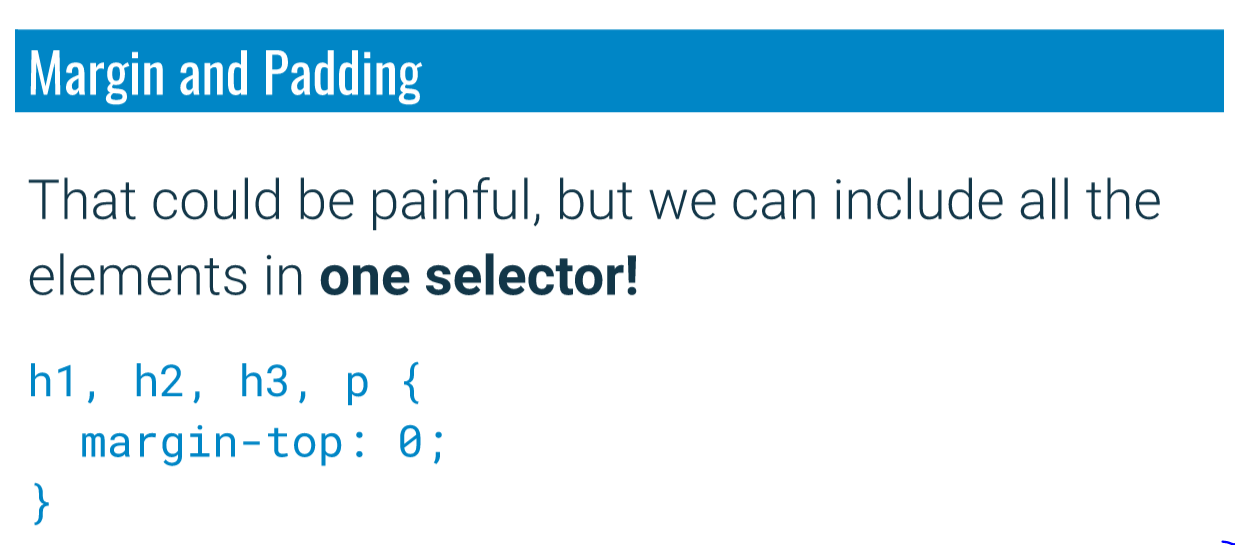 Margin and Padding
That could be painful, but we can include all the
elements in one selector!
h1, h2, h3, p {
  margin-top: 0;
}